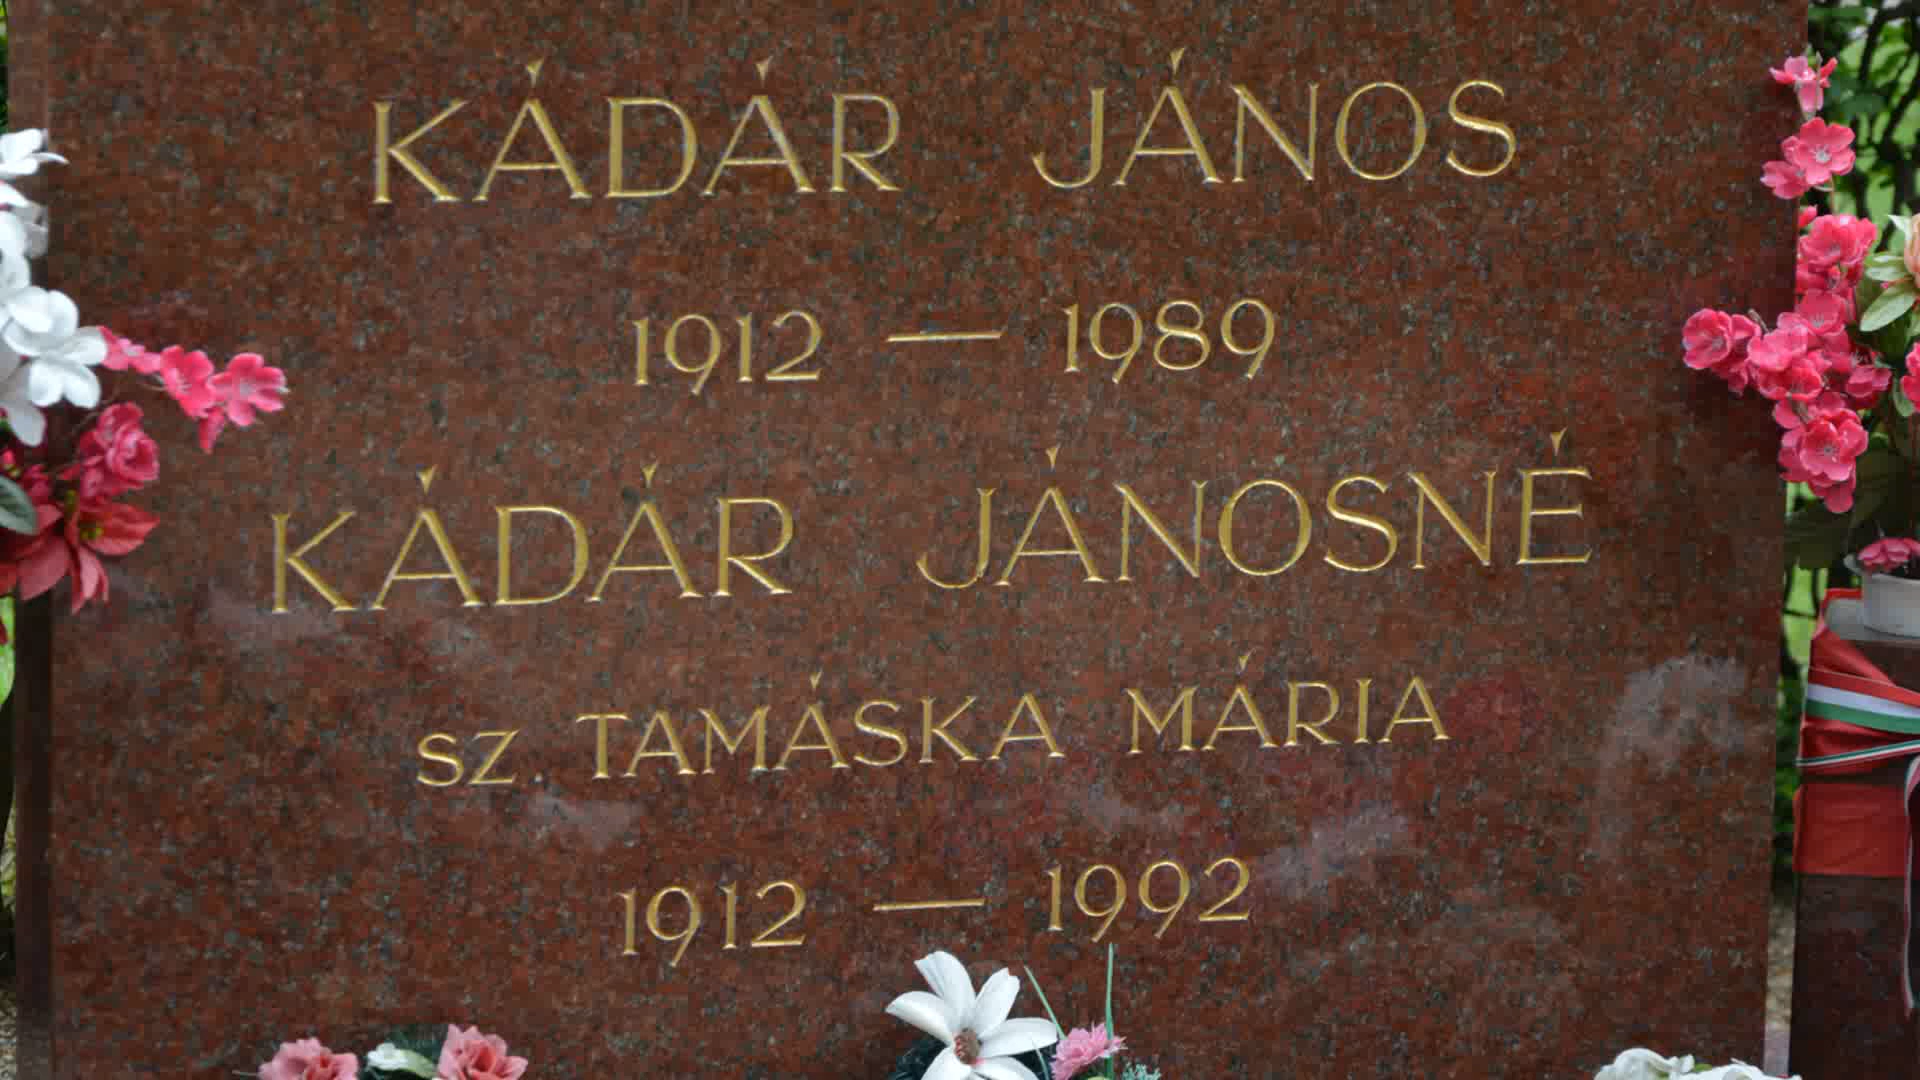 KÁDÁR JÁNOS
1912 — 1989
KÁDÁR JÁNOSNÉ
SZ. TAMÁSKA MÁRIA
1912 — 1992